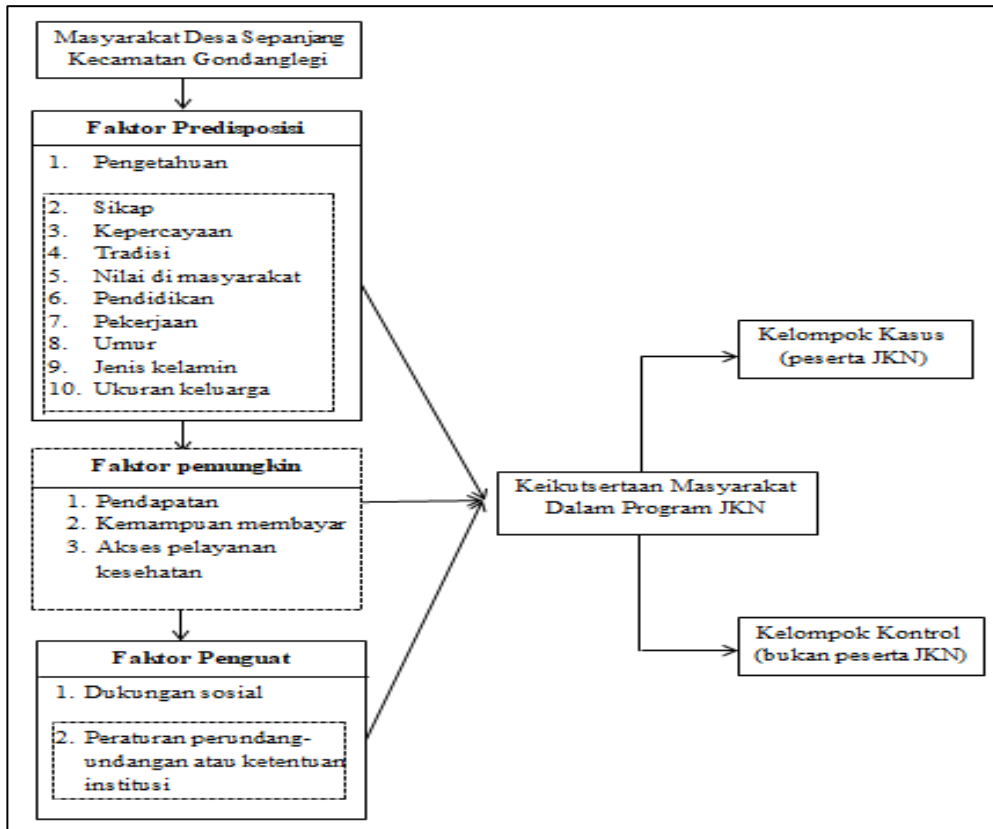 Masyarakat Desa Sepanjang
Kecamatan Gondanglegi
Faktor Predisposisi
1. Pengetahuan
2. Sikap
3. Kepercayaan
4. Tradisi
5. Nilai di masyarakat
6. Pendidikan
7. Pekerjaan
8. Umur
9. Jenis kelamin
10. Ukuran keluarga
Faktor pemungkin
1. Pendapatan
2. Kemampuan membayar
3. Akses pelayanan
kesehatan
Faktor Penguat
1. Dukungan sosial
2. Peraturan perundang-
undangan atau ketentuan
institusi
Keikutsertaan Masyarakat
Dalam Program JKN
Kelompok Kasus
(peserta JKN)
Kelompok Kontrol
(bukan peserta JKN)